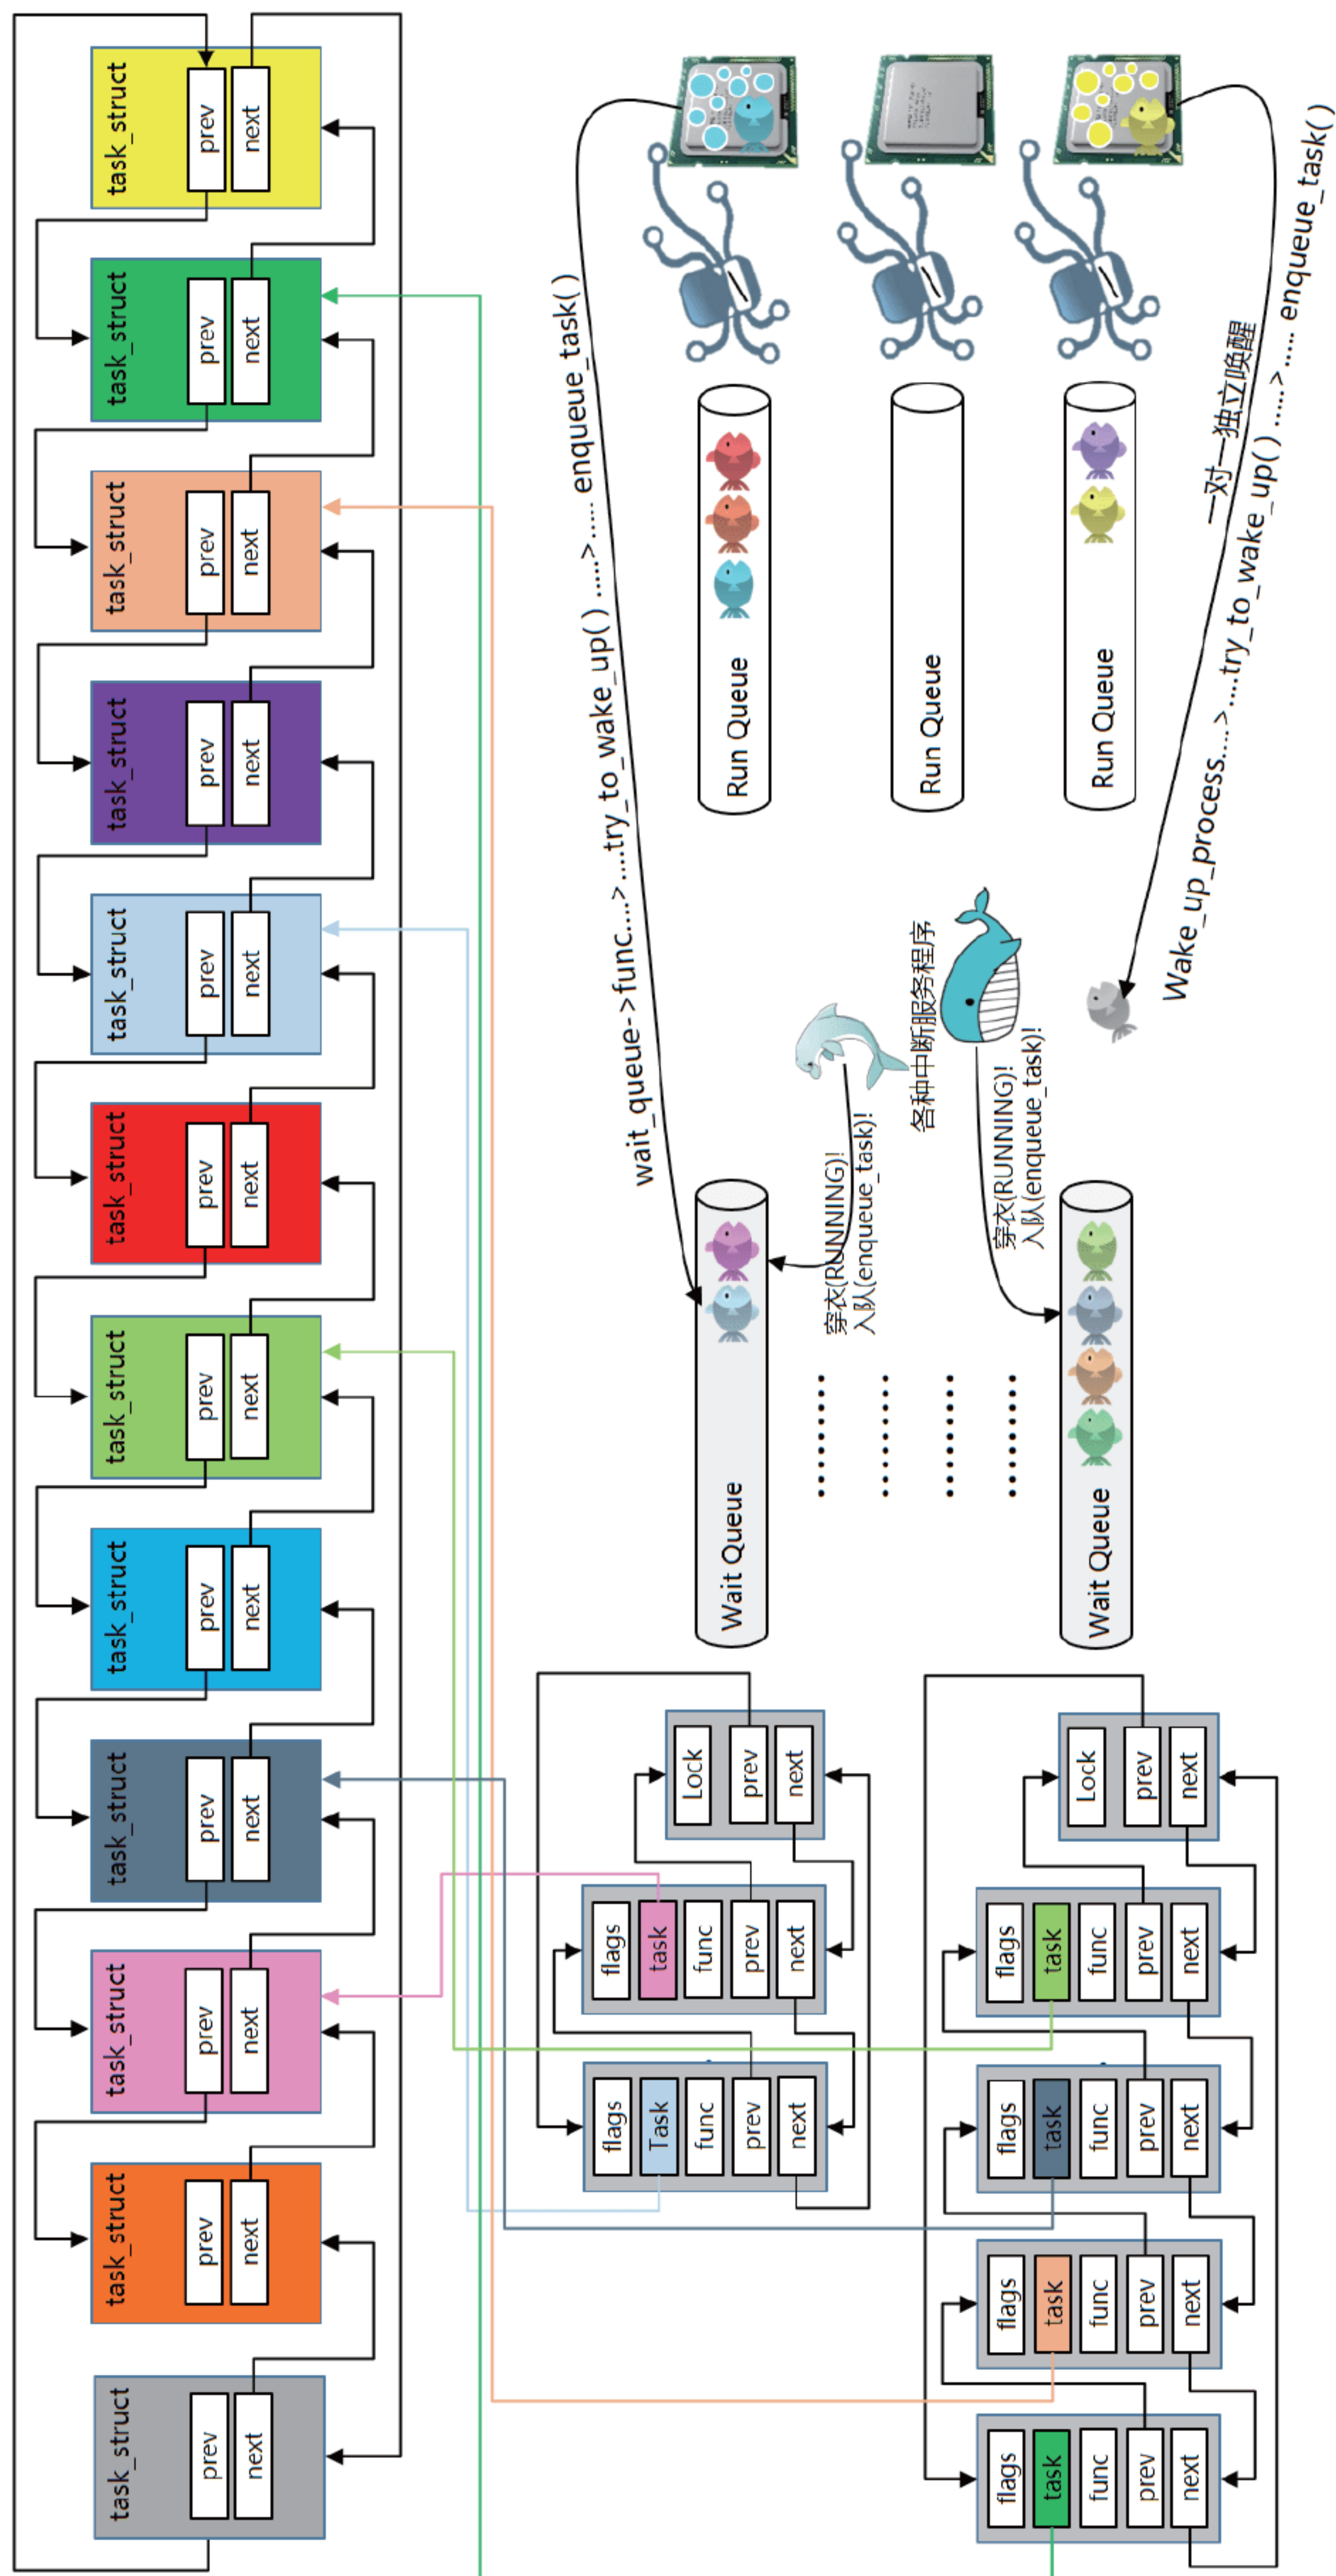 task_struct
prev
next
task_struct
prev
next
task_struct
prev
next
task_struct
prev
next
task_struct
prev
next
task_struct
prev
next
task_struct
prev
next
task_struct
prev
next
task_struct
prev
next
task_struct
prev
next
task_struct
prev
next
task_struct
prev
next
flags
Task
func
prev
next
flags
task
func
prev
next
Lock
prev
next
Wait Queue
wait_queue->func....>....try_to_wake_up( ) .....>..... enqueue_task( )
Run Queue
穿衣(RUNNING)!
入队(enqueue_task)!
各种中断服务程序
Run Queue
穿衣(RUNNING)!
入队(enqueue_task)!
flags
task
func
prev
next
flags
task
func
prev
next
flags
task
func
prev
next
flags
task
func
prev
next
Lock
prev
next
Wait Queue
Run Queue
一对一独立唤醒
Wake_up_process....>....try_to_wake_up( ) .....>..... enqueue_task( )